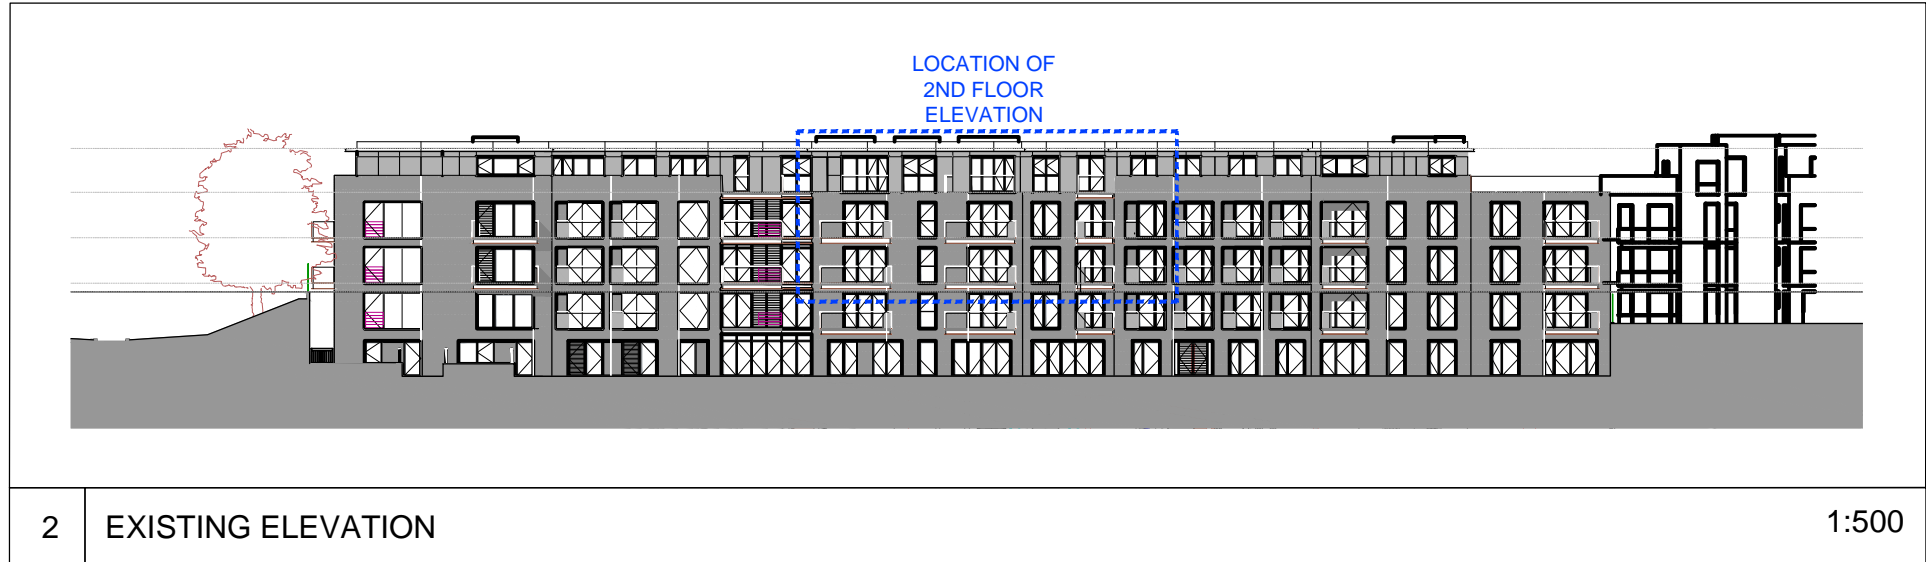 LOCATION OF
2ND FLOOR
ELEVATION
2 EXISTING ELEVATION 1:500